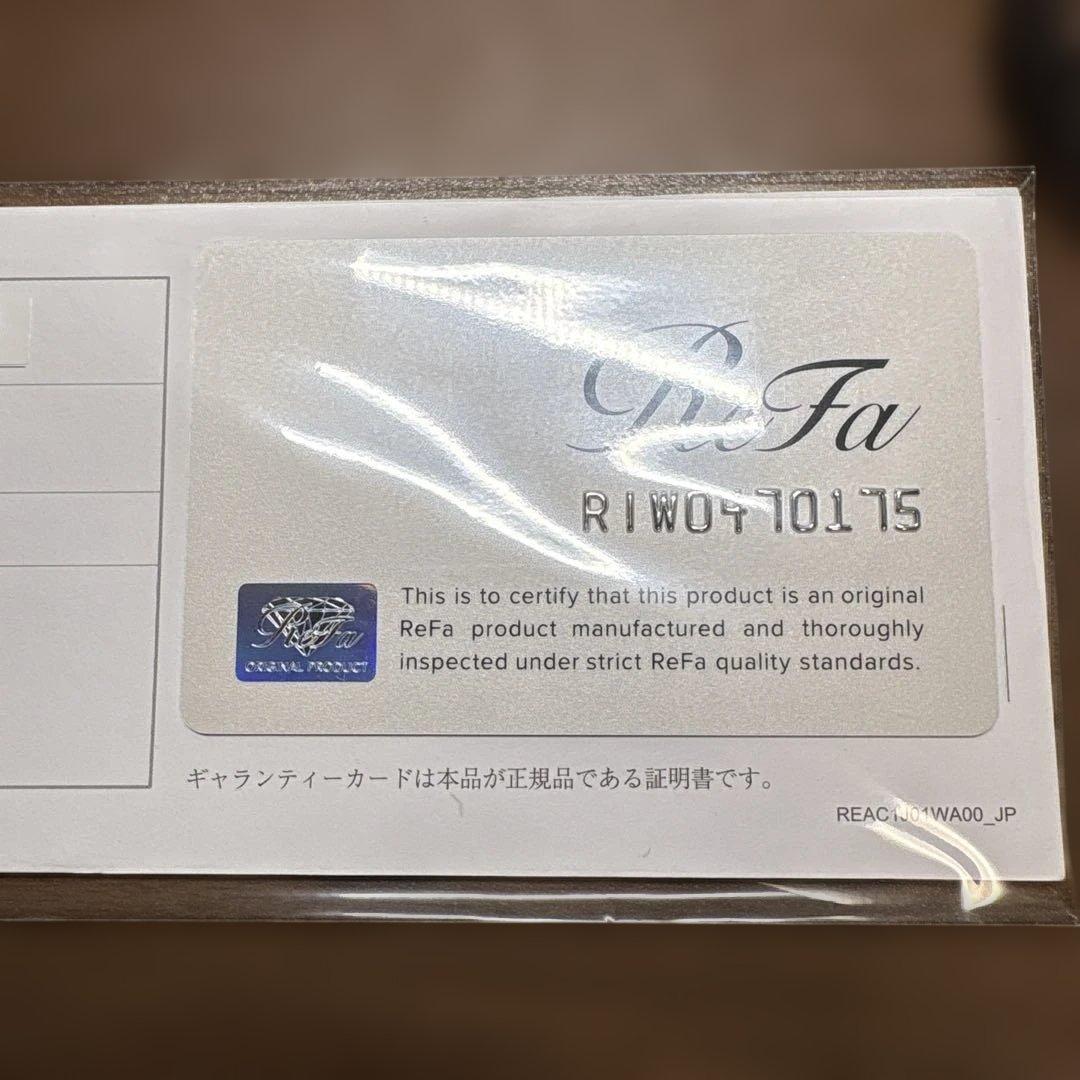 ReFa
RIW0470175
ReFa
ORIGINAL PRODUCT
This is to certify that this product is an original
ReFa product manufactured and thoroughly
inspected under strict ReFa quality standards.
ギャランティーカードは本品が正規品である証明書です。
REAC1J01WA00_JP